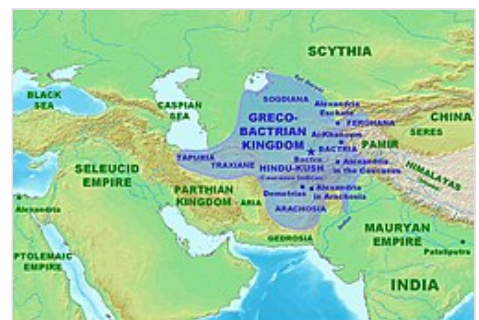 SCYTHIA
BLACK
SEA
CASPIAN
SEA
SOGDIANA
Alexandria
Eschate
FERGHANA
CHINA
GRECO-
BACTRIAN
KINGDOM
Ai-Khanoum
SERES
BACTRIA
PAMIR
Bactra
TAPURIA
TRAXIANE
HINDU-KUSH
Alexandria
in the Caucasus
HIMALAYAS
SELEUCID
EMPIRE
PARTHIAN
KINGDOM
ARIA
Demetrias
Alexandria
in Arachosia
ARACHOSIA
Alexandria
GEDROSIA
MAURYAN
EMPIRE
Pataliputra
PTOLEMAIC
EMPIRE
INDIA